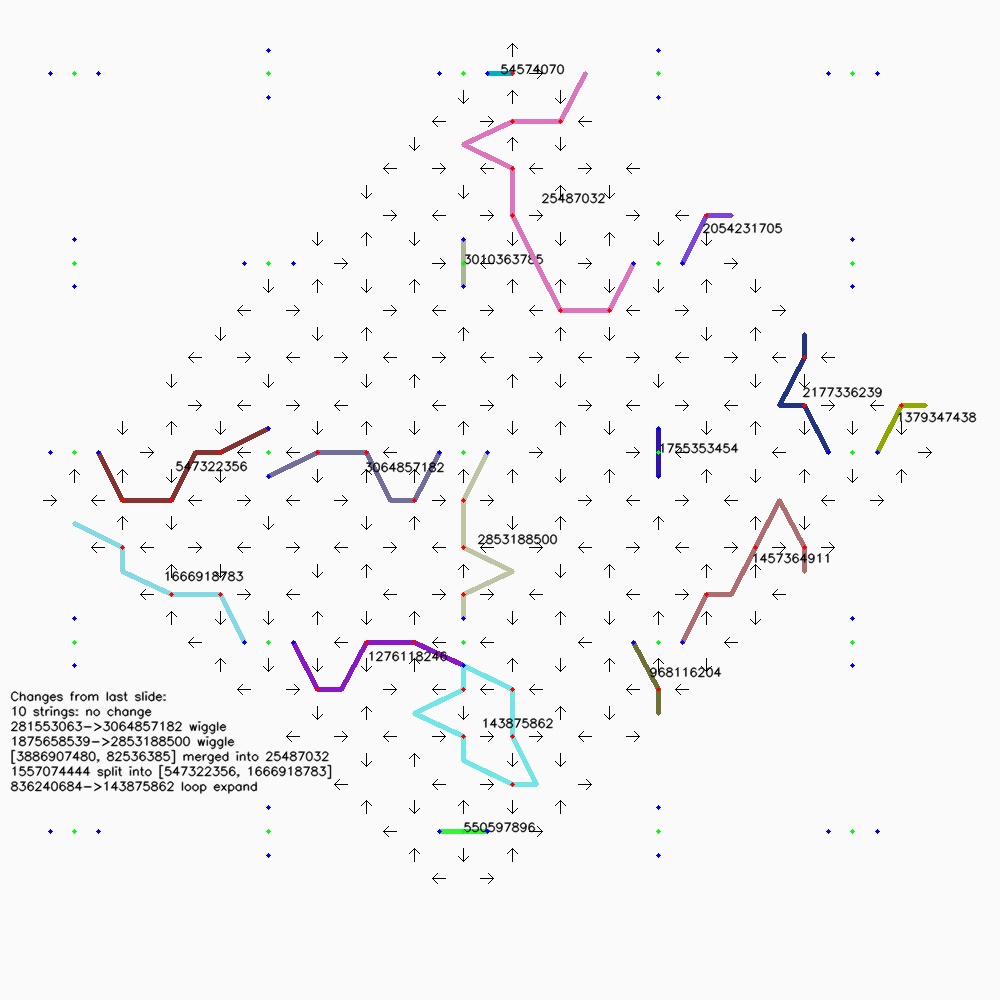 54574070
25487032
2054231705
3010363785
2177336239
1379347438
547322356
3064857182
1755353454
2853188500
1457364911
1666918783
1276118246
968116204
Changes from last slide:
10 strings: no change
281553063->3064857182 wiggle
1875658539->2853188500 wiggle
[3886907480, 82536385] merged into 25487032
1557074444 split into [547322356, 1666918783]
836240684->143875862 loop expand
143875862
550597896